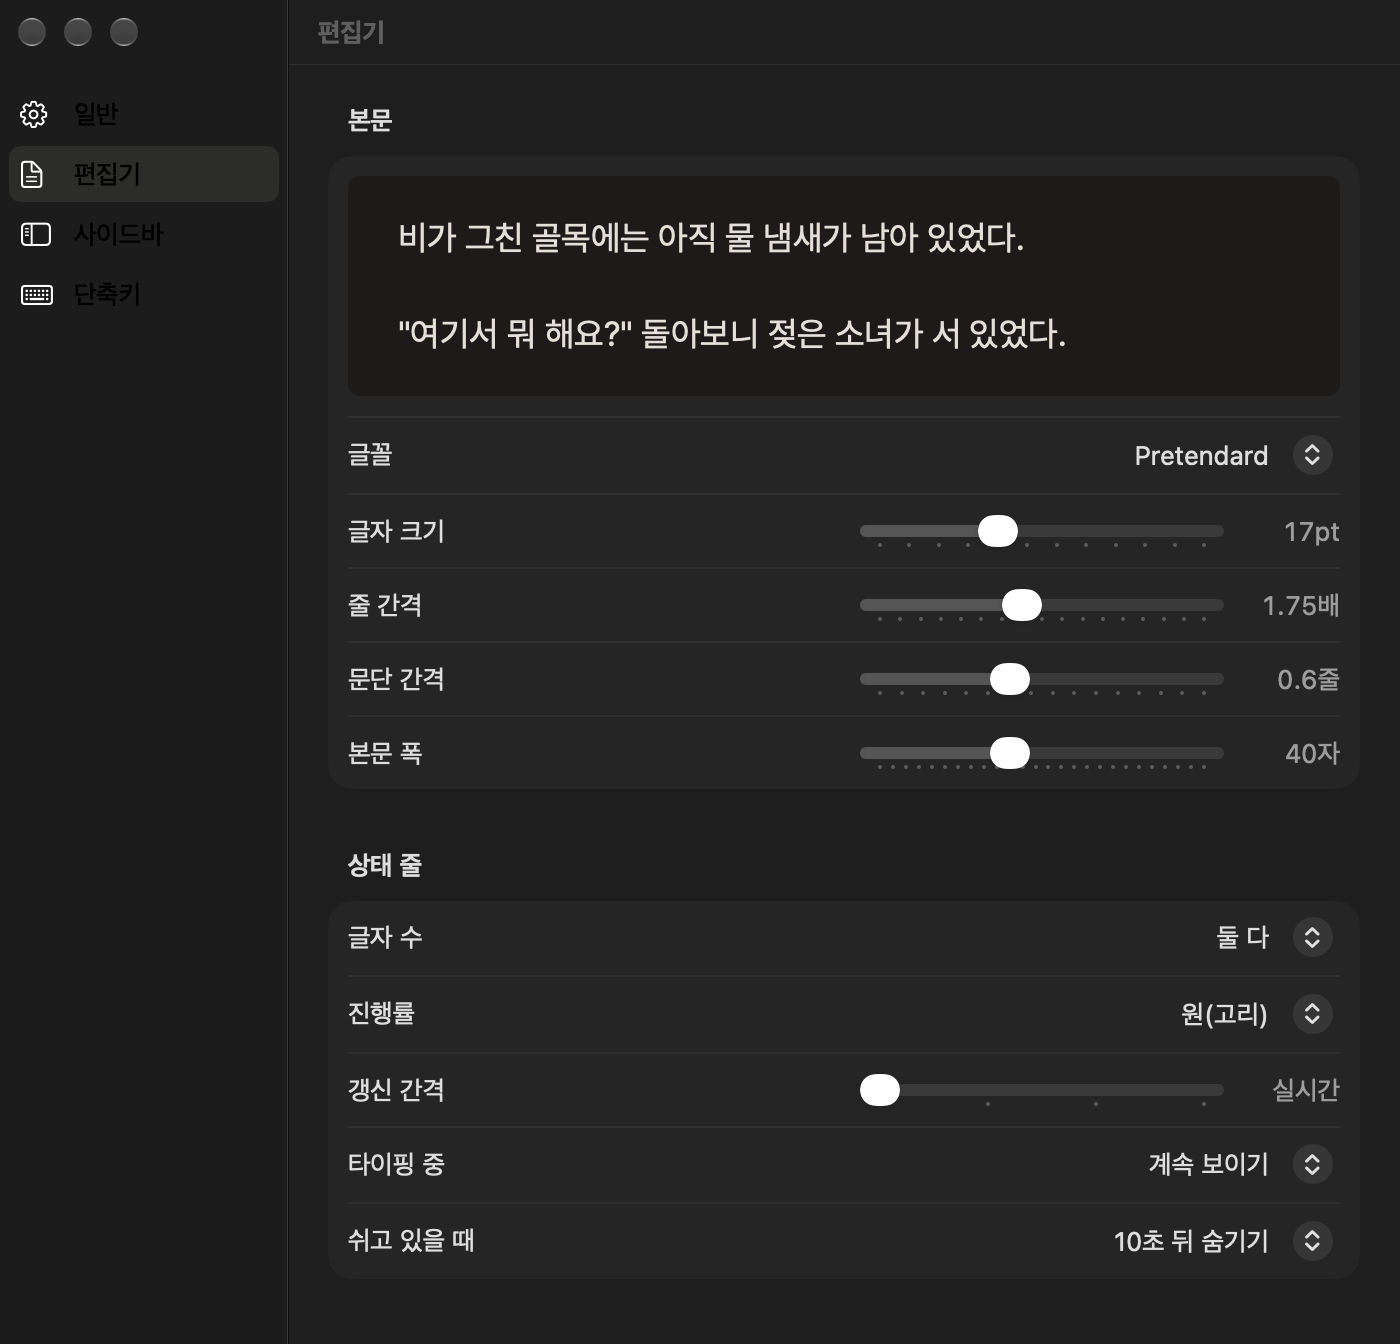 편집기
일반
편집기
사이드바
단축키
본문
비가 그친 골목에는 아직 물 냄새가 남아 있었다.
"여기서 뭐 해요?" 돌아보니 젖은 소녀가 서 있었다.
글꼴 Pretendard
글자 크기 17pt
줄 간격 1.75배
문단 간격 0.6줄
본문 폭 40자
상태 줄
글자 수 둘 다
진행률 원(고리)
갱신 간격 실시간
타이핑 중 계속 보이기
쉬고 있을 때 10초 뒤 숨기기